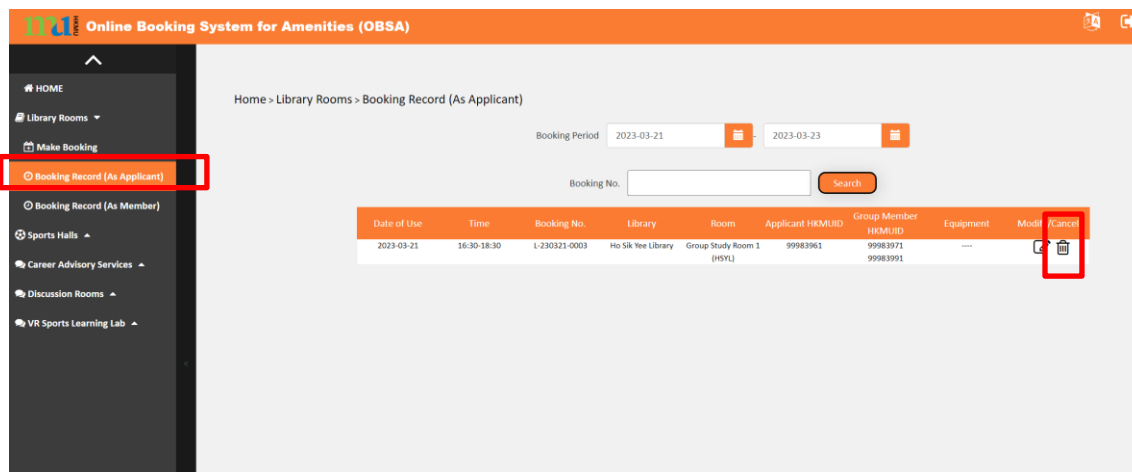 mu HKMU Online Booking System for Amenities (OBSA)
HOME
Library Rooms
Make Booking
Booking Record (As Applicant)
Booking Record (As Member)
Sports Halls
Career Advisory Services
Discussion Rooms
VR Sports Learning Lab
Home > Library Rooms > Booking Record (As Applicant)
Booking Period 2023-03-21 - 2023-03-23
Booking No. Search
Date of Use Time Booking No. Library Room Applicant HKMUID Group Member HKMUID Equipment Modify/Cancel
2023-03-21 16:30-18:30 L-230321-0003 Ho Sik Yee Library Group Study Room 1 (HSYL) 99983961 99983971 99983991 ----